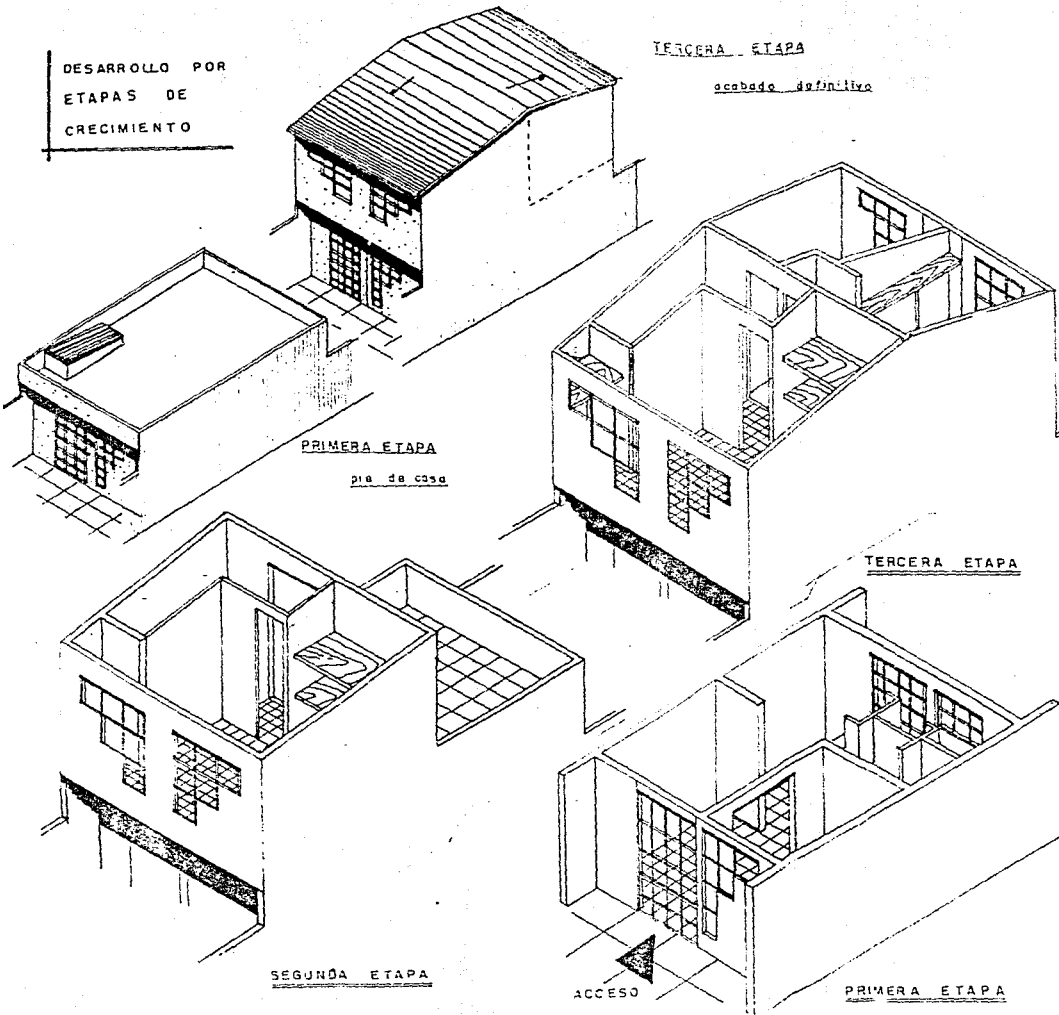 DESARROLLO POR
ETAPAS DE
CRECIMIENTO
TERCERA ETAPA
acabado definitivo
PRIMERA ETAPA
pie de casa
TERCERA ETAPA
SEGUNDA ETAPA
ACCESO
PRIMERA ETAPA